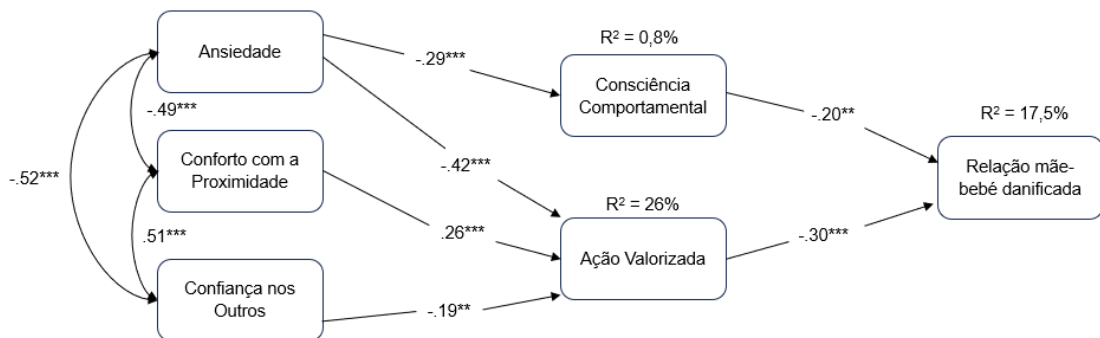 Ansiedade
-.29***
R² = 0,8%
Consciência
Comportamental
-.20**
R² = 17,5%
Relação mãe-
bebé danificada
-.49***
-.52***
Conforto com a
Proximidade
-.42***
.51***
.26***
R² = 26%
Ação Valorizada
-.30***
Confiança nos
Outros
-.19**